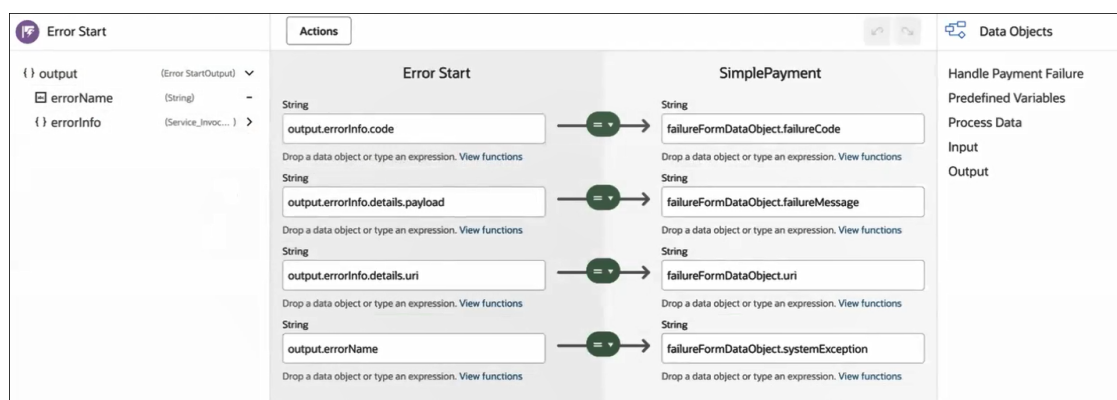 Error Start
Actions
Data Objects
{ } output (Error StartOutput)
errorName (String)
{ } errorInfo (Service_Invoc... )
Error Start
SimplePayment
String
String
output.errorInfo.code
=
failureFormDataObject.failureCode
Drop a data object or type an expression. View functions
Drop a data object or type an expression. View functions
String
String
output.errorInfo.details.payload
=
failureFormDataObject.failureMessage
Drop a data object or type an expression. View functions
Drop a data object or type an expression. View functions
String
String
output.errorInfo.details.uri
=
failureFormDataObject.uri
Drop a data object or type an expression. View functions
Drop a data object or type an expression. View functions
String
String
output.errorName
=
failureFormDataObject.systemException
Drop a data object or type an expression. View functions
Drop a data object or type an expression. View functions
Handle Payment Failure
Predefined Variables
Process Data
Input
Output